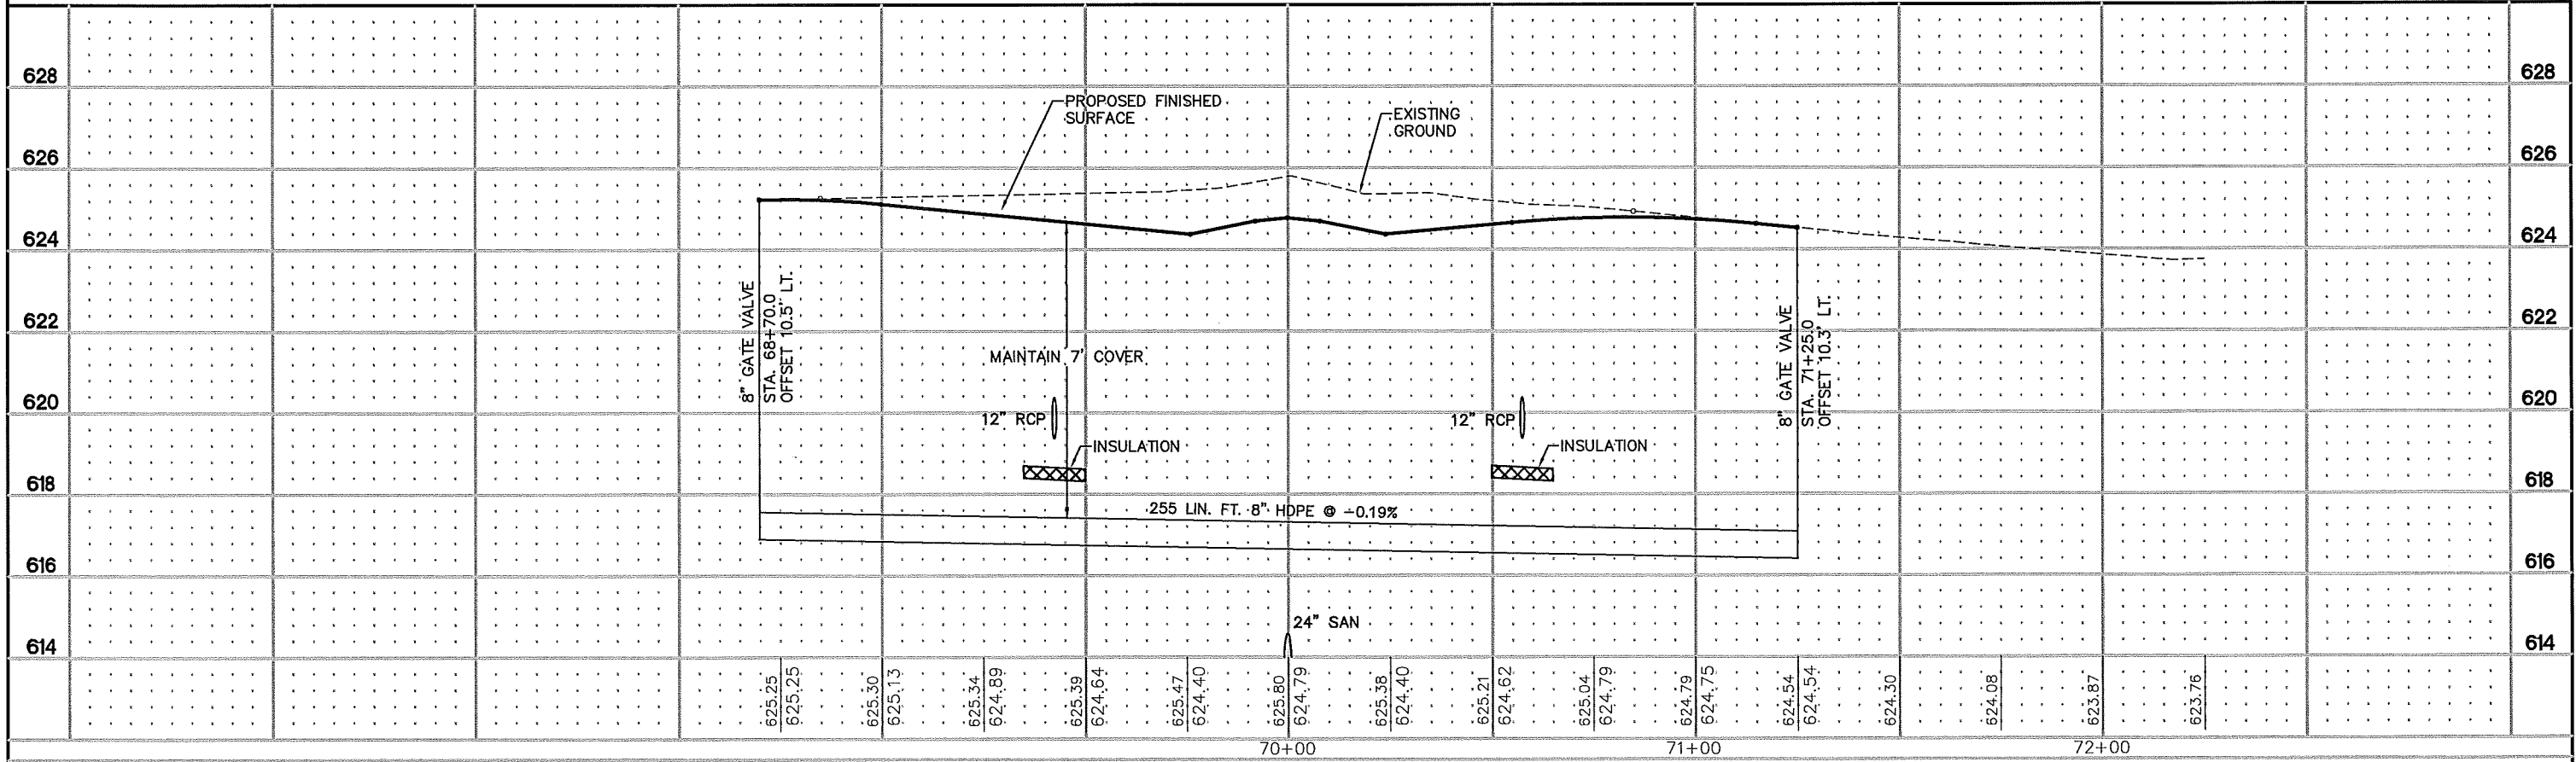 628
628
PROPOSED FINISHED
SURFACE
EXISTING
GROUND
626
626
624
624
8" GATE VALVE
STA. 68+70.0
OFFSET 10.5' LT.
8" GATE VALVE
STA. 71+25.0
OFFSET 10.3' LT.
622
622
MAINTAIN 7' COVER
620
620
12" RCP
12" RCP
INSULATION
INSULATION
618
618
255 LIN. FT. 8" HDPE @ -0.19%
616
616
24" SAN
614
614
625.25
625.25
625.30
625.13
625.34
624.89
625.39
624.64
625.47
624.40
625.80
624.79
625.38
624.40
625.21
624.62
625.04
624.79
624.79
624.75
624.54
624.54
624.30
624.08
623.87
623.76
70+00
71+00
72+00